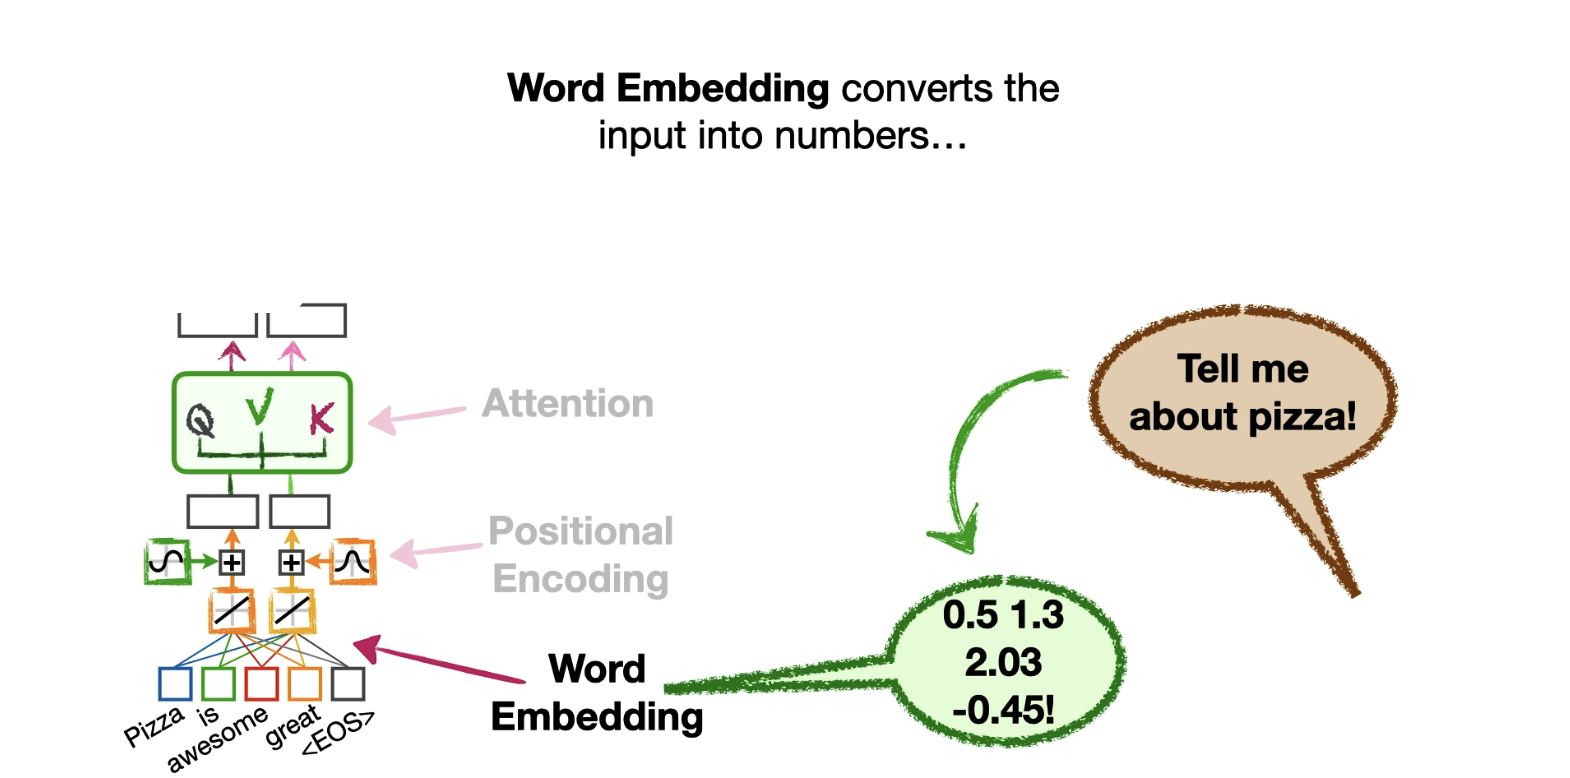 Word Embedding converts the
input into numbers…
Tell me
about pizza!
Q V K
Attention
Positional
Encoding
0.5 1.3
2.03
-0.45!
Word
Embedding
+ +
Pizza
is
awesome
great
<EOS>